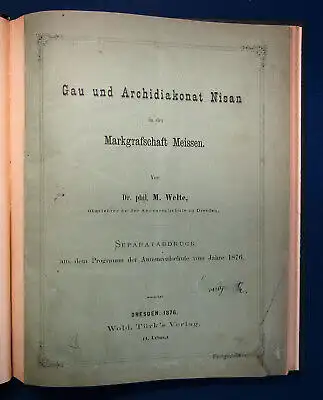 Gau und Archidiakonat Nisan
in der
Markgrafschaft Meissen.
Von
Dr. phil. M. Welte,
Oberlehrer an der Annenrealschule zu Dresden.
SEPARATABDRUCK
aus dem Programm der Annenrealschule vom Jahre 1876.
DRESDEN 1876.
Wold. Türk's Verlag.